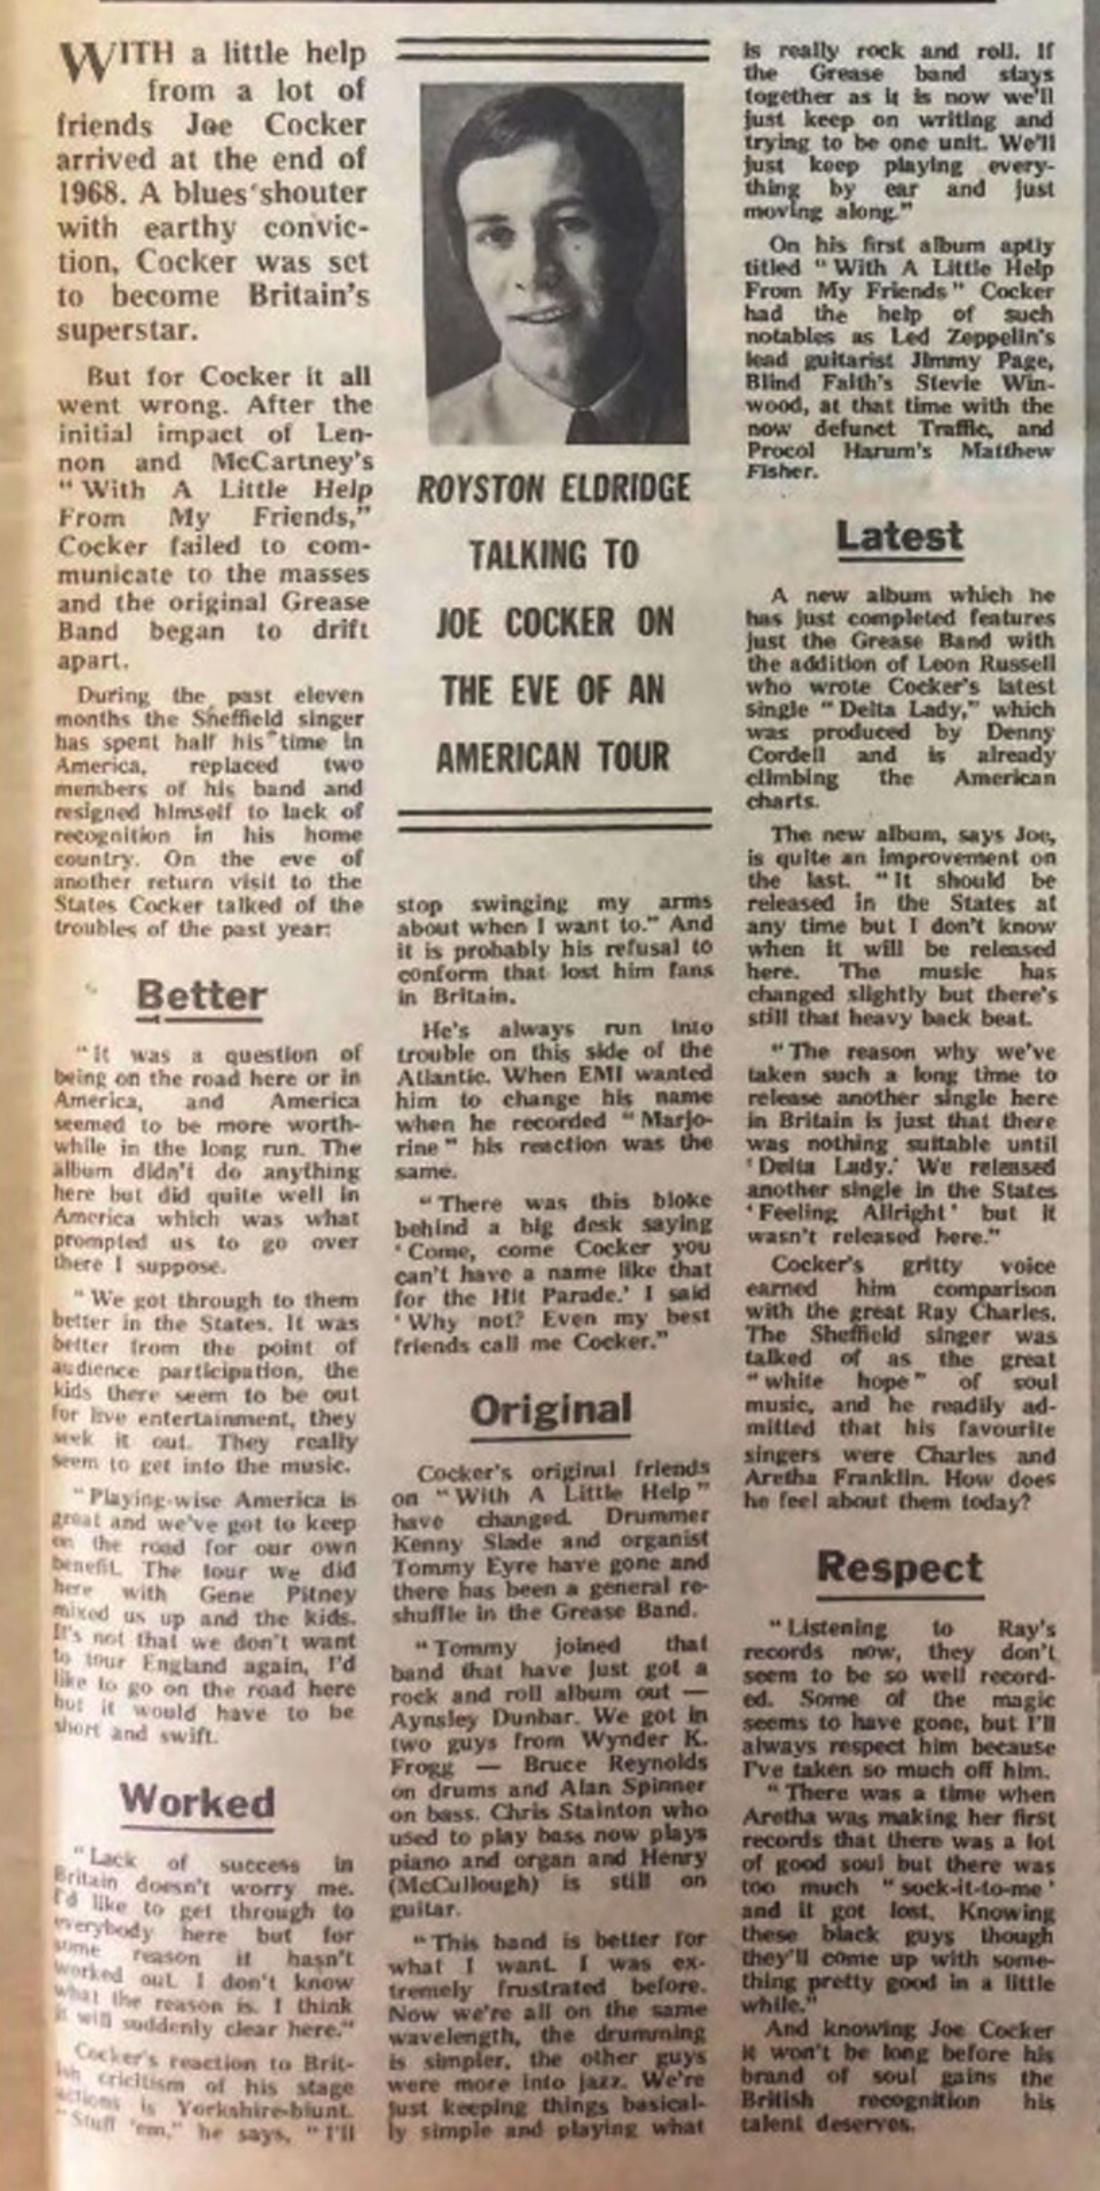 WITH a little help
from a lot of
friends Joe Cocker
arrived at the end of
1968. A blues shouter
with earthy convic-
tion, Cocker was set
to become Britain's
superstar.
But for Cocker it all
went wrong. After the
initial impact of Len-
non and McCartney's
"With A Little Help
From My Friends,"
Cocker failed to com-
municate to the masses
and the original Grease
Band began to drift
apart.
During the past eleven
months the Sheffield singer
has spent half his time in
America, replaced two
members of his band and
resigned himself to lack of
recognition in his home
country. On the eve of
another return visit to the
States Cocker talked of the
troubles of the past year:
Better
"It was a question of
being on the road here or in
America, and America
seemed to be more worth-
while in the long run. The
album didn't do anything
here but did quite well in
America which was what
prompted us to go over
there I suppose.
"We got through to them
better in the States. It was
better from the point of
audience participation, the
kids there seem to be out
for live entertainment, they
seek it out. They really
seem to get into the music.
"Playing-wise America is
great and we've got to keep
on the road for our own
benefit. The tour we did
here with Gene Pitney
mixed us up and the kids.
It's not that we don't want
to tour England again, I'd
like to go on the road here
but it would have to be
short and swift.
Worked
"Lack of success in
Britain doesn't worry me.
I'd like to get through to
everybody here but for
some reason it hasn't
worked out. I don't know
what the reason is. I think
it will suddenly clear here."
Cocker's reaction to Brit-
ish cricitism of his stage
actions is Yorkshire-blunt.
"Stuff 'em," he says, "I'll
ROYSTON ELDRIDGE
TALKING TO
JOE COCKER ON
THE EVE OF AN
AMERICAN TOUR
stop swinging my arms
about when I want to." And
it is probably his refusal to
conform that lost him fans
in Britain.
He's always run into
trouble on this side of the
Atlantic. When EMI wanted
him to change his name
when he recorded "Marjo-
rine" his reaction was the
same.
"There was this bloke
behind a big desk saying
'Come, come Cocker you
can't have a name like that
for the Hit Parade.' I said
'Why not? Even my best
friends call me Cocker."
Original
Cocker's original friends
on "With A Little Help"
have changed. Drummer
Kenny Slade and organist
Tommy Eyre have gone and
there has been a general re-
shuffle in the Grease Band.
"Tommy joined that
band that have just got a
rock and roll album out —
Aynsley Dunbar. We got in
two guys from Wynder K.
Frogg — Bruce Reynolds
on drums and Alan Spinner
on bass. Chris Stainton who
used to play bass now plays
piano and organ and Henry
(McCullough) is still on
guitar.
"This band is better for
what I want. I was ex-
tremely frustrated before.
Now we're all on the same
wavelength, the drumming
is simpler, the other guys
were more into jazz. We're
just keeping things basical-
ly simple and playing what
is really rock and roll. If
the Grease band stays
together as it is now we'll
just keep on writing and
trying to be one unit. We'll
just keep playing every-
thing by ear and just
moving along."
On his first album aptly
titled "With A Little Help
From My Friends" Cocker
had the help of such
notables as Led Zeppelin's
lead guitarist Jimmy Page,
Blind Faith's Stevie Win-
wood, at that time with the
now defunct Traffic, and
Procol Harum's Matthew
Fisher.
Latest
A new album which he
has just completed features
just the Grease Band with
the addition of Leon Russell
who wrote Cocker's latest
single "Delta Lady," which
was produced by Denny
Cordell and is already
climbing the American
charts.
The new album, says Joe,
is quite an improvement on
the last. "It should be
released in the States at
any time but I don't know
when it will be released
here. The music has
changed slightly but there's
still that heavy back beat.
"The reason why we've
taken such a long time to
release another single here
in Britain is just that there
was nothing suitable until
'Delta Lady.' We released
another single in the States
'Feeling Allright' but it
wasn't released here."
Cocker's gritty voice
earned him comparison
with the great Ray Charles.
The Sheffield singer was
talked of as the great
"white hope" of soul
music, and he readily ad-
mitted that his favourite
singers were Charles and
Aretha Franklin. How does
he feel about them today?
Respect
"Listening to Ray's
records now, they don't
seem to be so well record-
ed. Some of the magic
seems to have gone, but I'll
always respect him because
I've taken so much off him.
"There was a time when
Aretha was making her first
records that there was a lot
of good soul but there was
too much "sock-it-to-me'
and it got lost. Knowing
these black guys though
they'll come up with some-
thing pretty good in a little
while."
And knowing Joe Cocker
it won't be long before his
brand of soul gains the
British recognition his
talent deserves.